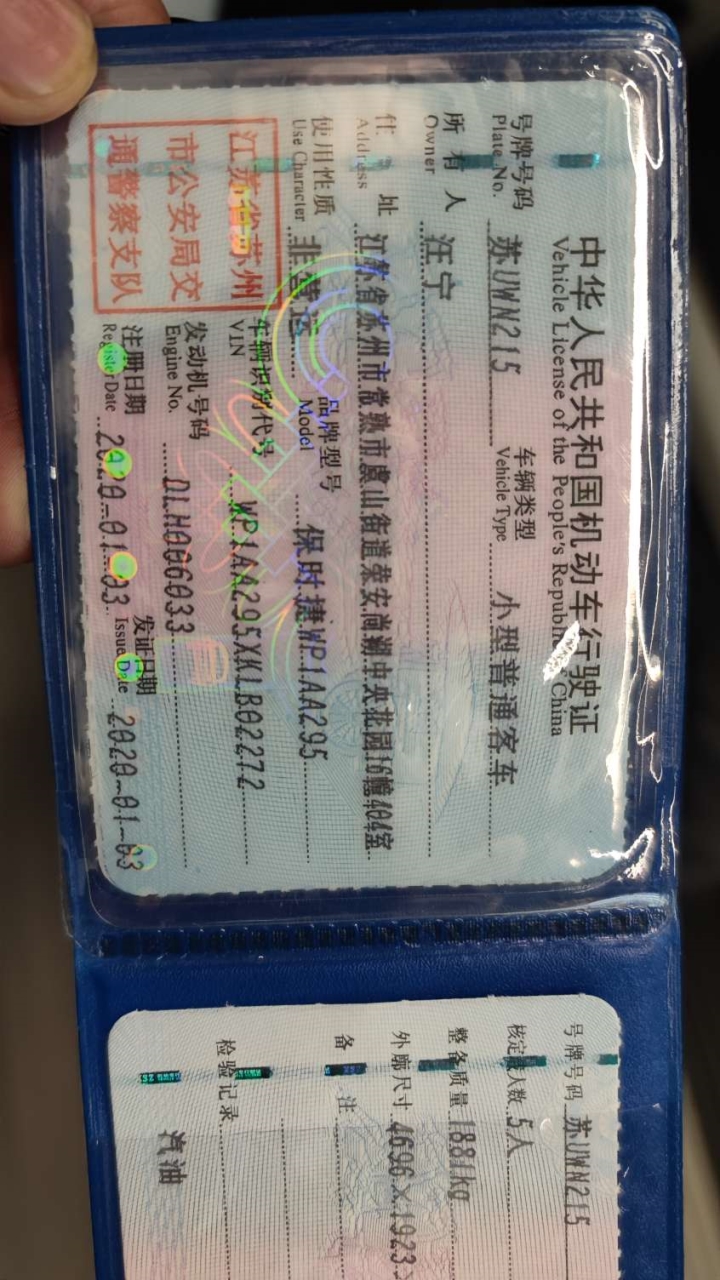 中华人民共和国机动车行驶证
Vehicle License of the People's Republic of China
号牌号码 苏UWN215 车辆类型 小型普通客车
Plate No. Vehicle Type
所有人 汪宁
Owner
住址 江苏省苏州市常熟市虞山街道荣安尚湖中央花园16幢404室
Address
使用性质 非营运 品牌型号 保时捷WP1AA295
Use Character Model
江苏省苏州
市公安局交
通警察支队
车辆识别代号 WP1AA295XKLB02272
VIN
发动机号码 DLH006033
Engine No.
注册日期 2020-01-03 发证日期 2020-01-03
Register Date Issue Date
号牌号码 苏UWN215
核定载人数 5人
整备质量 1881kg
外廓尺寸 4696×1923×
备注
检验记录
汽油